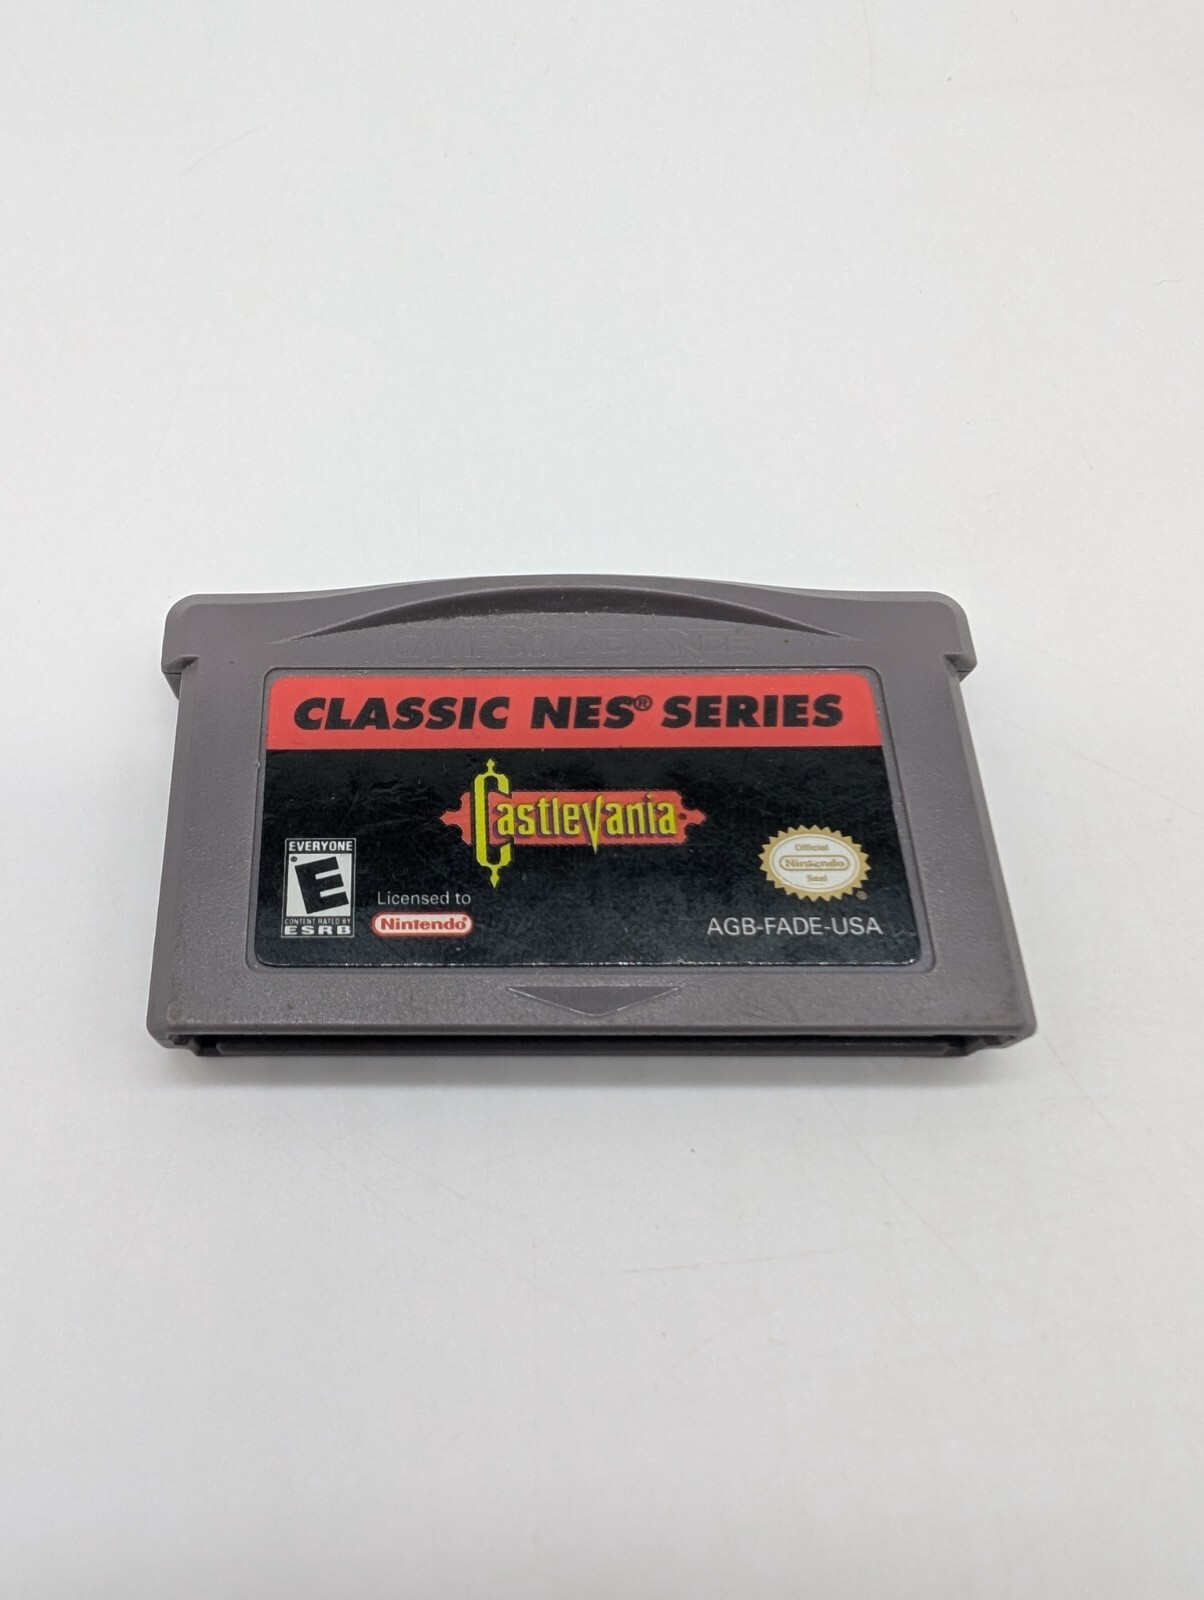 GAME BOY ADVANCE
CLASSIC NES® SERIES
Castlevania
EVERYONE
E
CONTENT RATED BY
ESRB
Licensed to
Nintendo®
Official
Nintendo
Seal
AGB-FADE-USA